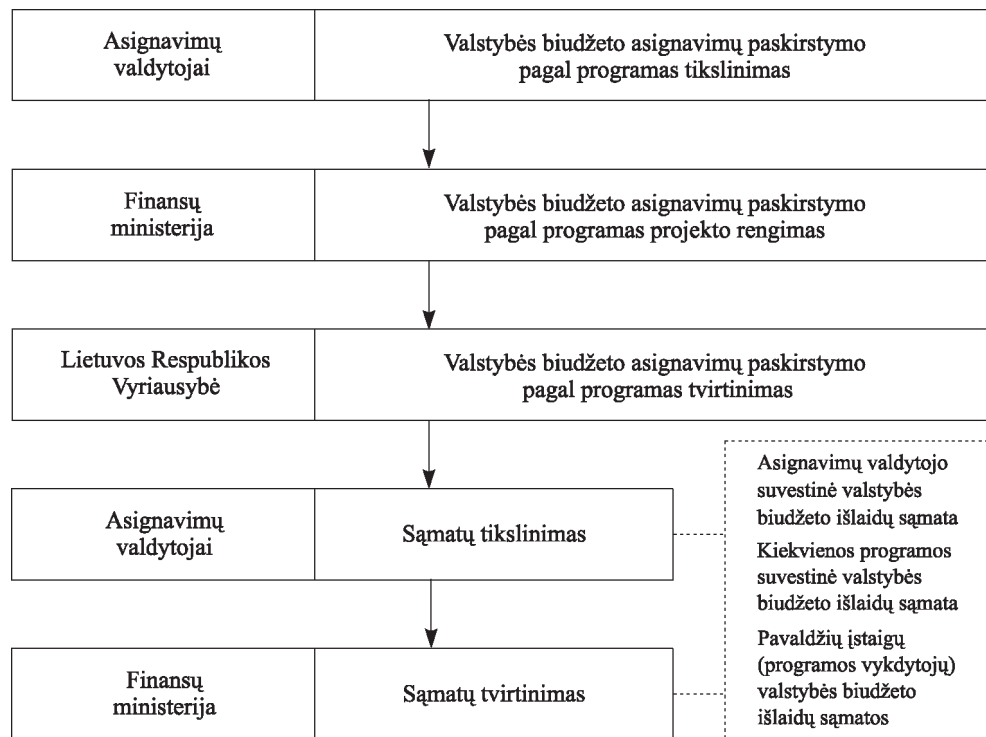 Asignavimų
valdytojai
Valstybės biudžeto asignavimų paskirstymo
pagal programas tikslinimas
Finansų
ministerija
Valstybės biudžeto asignavimų paskirstymo
pagal programas projekto rengimas
Lietuvos Respublikos
Vyriausybė
Valstybės biudžeto asignavimų paskirstymo
pagal programas tvirtinimas
Asignavimų
valdytojai
Sąmatų tikslinimas
Finansų
ministerija
Sąmatų tvirtinimas
Asignavimų valdytojo
suvestinė valstybės
biudžeto išlaidų sąmata
Kiekvienos programos
suvestinė valstybės
biudžeto išlaidų sąmata
Pavaldžių įstaigų
(programos vykdytojų)
valstybės biudžeto
išlaidų sąmatos